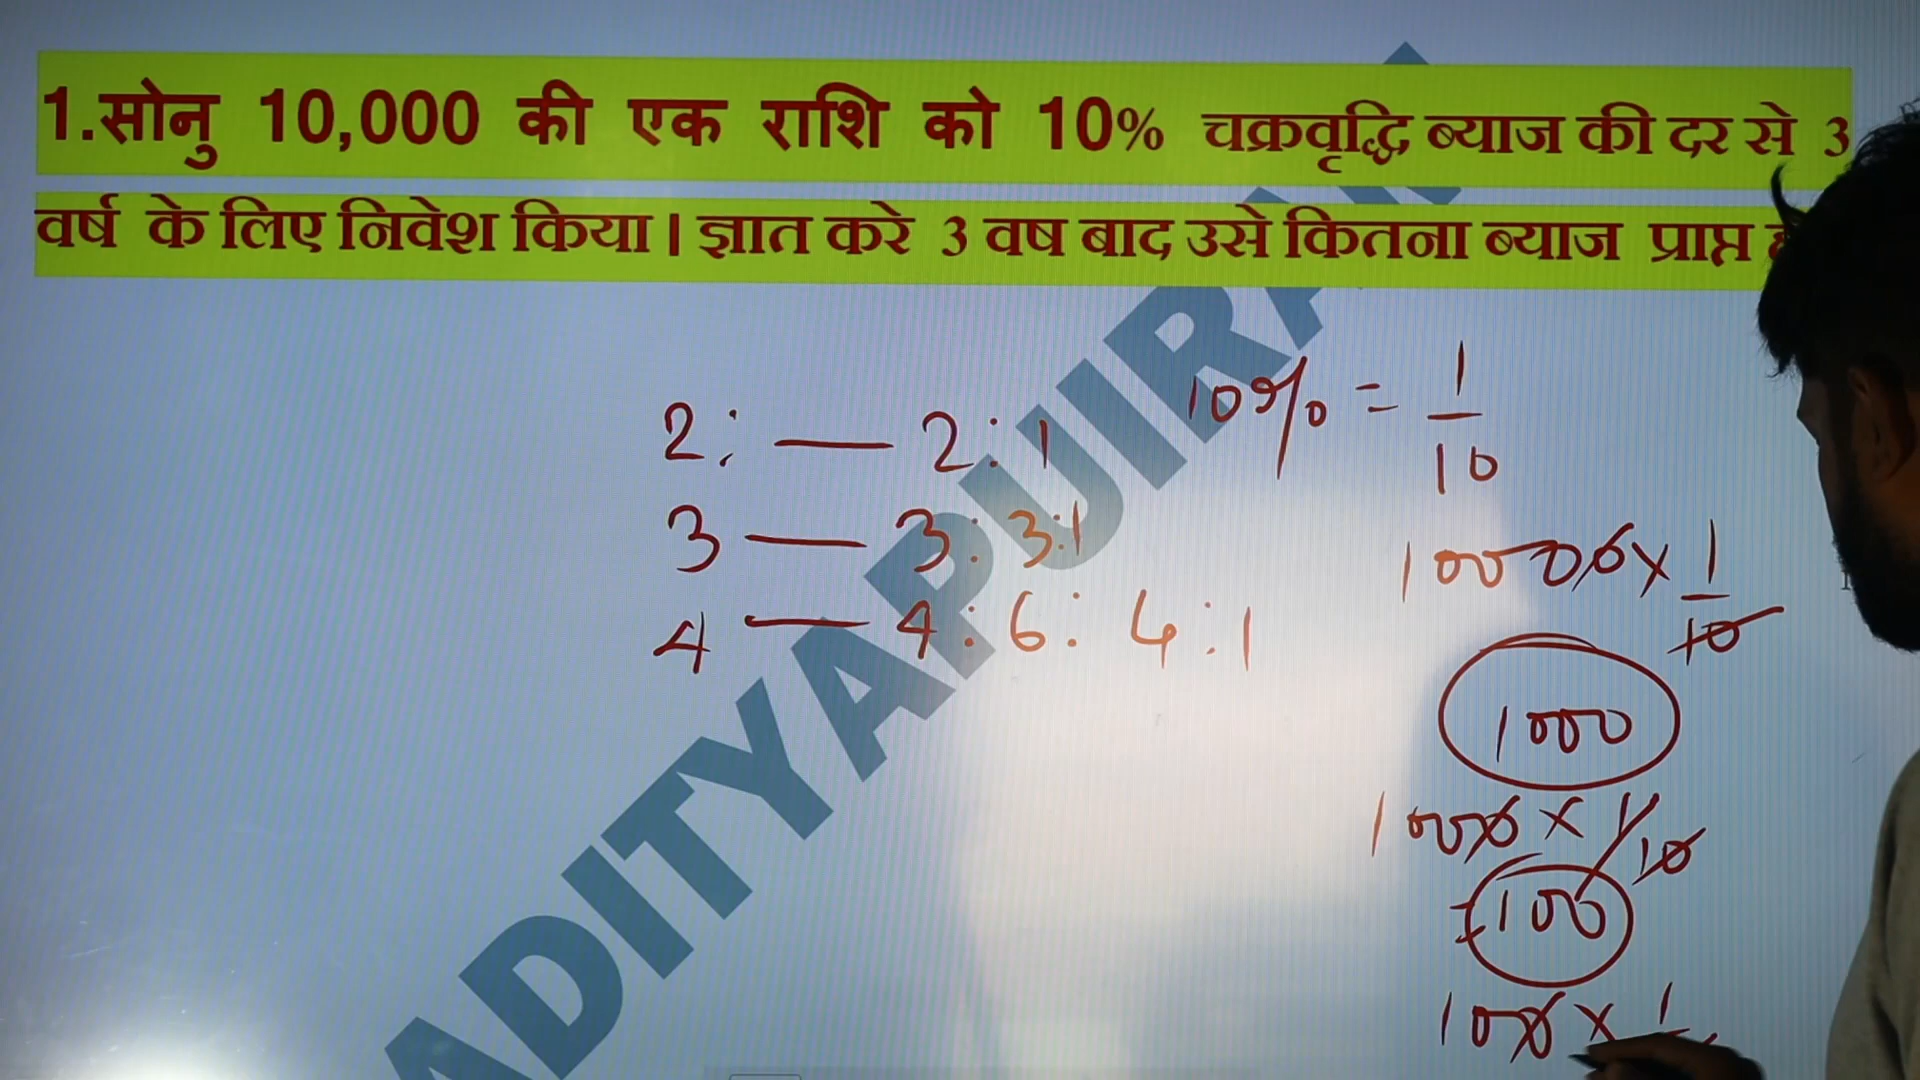 1.सोनु 10,000 की एक राशि को 10% चक्रवृद्धि ब्याज की दर से 3
वर्ष के लिए निवेश किया । ज्ञात करे 3 वष बाद उसे कितना ब्याज प्राप्त
2: — 2:1
3 — 3:3:1
4 — 4:6:4:1
10% = 1/10
10000 x 1/10
1000
1000 x 1/10
=100
100 x 1
ADITYAPUIRA